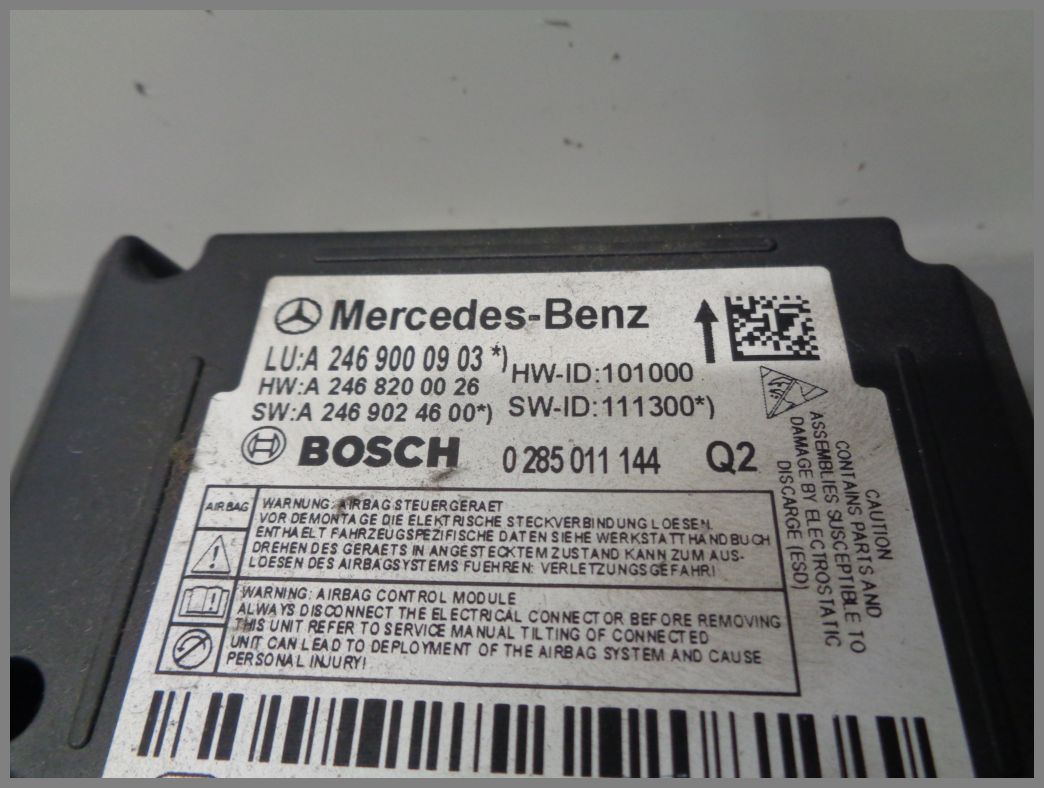 Mercedes-Benz
LU:A 246 900 09 03 *)
HW-ID:101000
HW:A 246 820 00 26
SW:A 246 902 46 00*)
SW-ID:111300*)
BOSCH 0 285 011 144 Q2
CAUTION
CONTAINS PARTS AND
ASSEMBLIES SUSCEPTIBLE TO
DAMAGE BY ELECTROSTATIC
DISCARGE (ESD)
AIRBAG
WARNUNG: AIRBAG STEUERGERAET
VOR DEMONTAGE DIE ELEKTRISCHE STECKVERBINDUNG LOESEN.
ENTHAELT FAHRZEUGSPEZIFISCHE DATEN SIEHE WERKSTATTHANDBUCH
DREHEN DES GERAETS IN ANGESTECKTEM ZUSTAND KANN ZUM AUS-
LOESEN DES AIRBAGSYSTEMS FUEHREN: VERLETZUNGSGEFAHR!
WARNING: AIRBAG CONTROL MODULE
ALWAYS DISCONNECT THE ELECTRICAL CONNECTOR BEFORE REMOVING
THIS UNIT REFER TO SERVICE MANUAL TILTING OF CONNECTED
UNIT CAN LEAD TO DEPLOYMENT OF THE AIRBAG SYSTEM AND CAUSE
PERSONAL INJURY!